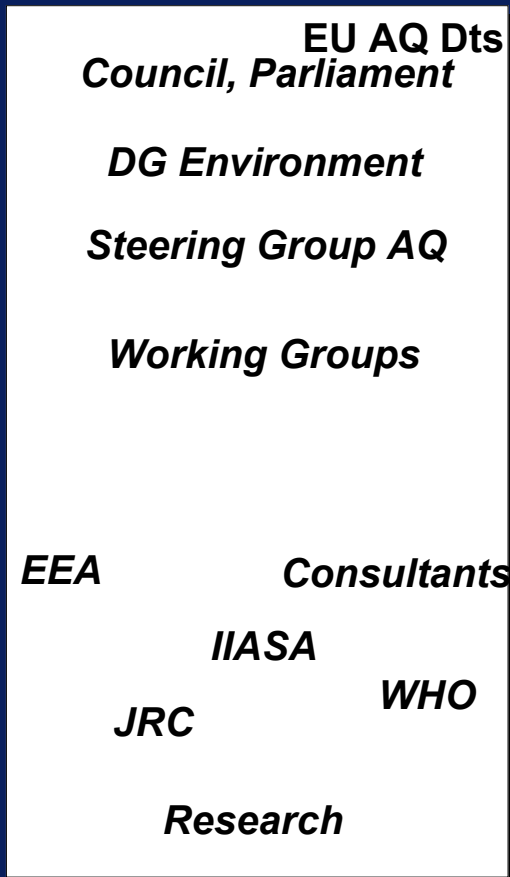 EU AQ Dts
Council, Parliament
DG Environment
Steering Group AQ
Working Groups
EEA Consultants
IIASA
WHO
JRC
Research